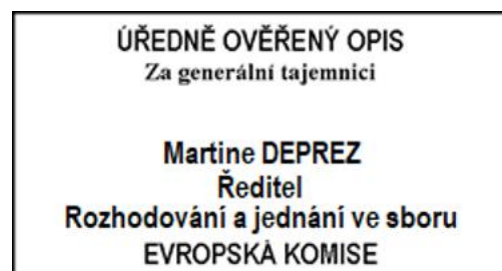 ÚŘEDNĚ OVĚŘENÝ OPIS
Za generální tajemnici
Martine DEPREZ
Ředitel
Rozhodování a jednání ve sboru
EVROPSKÁ KOMISE